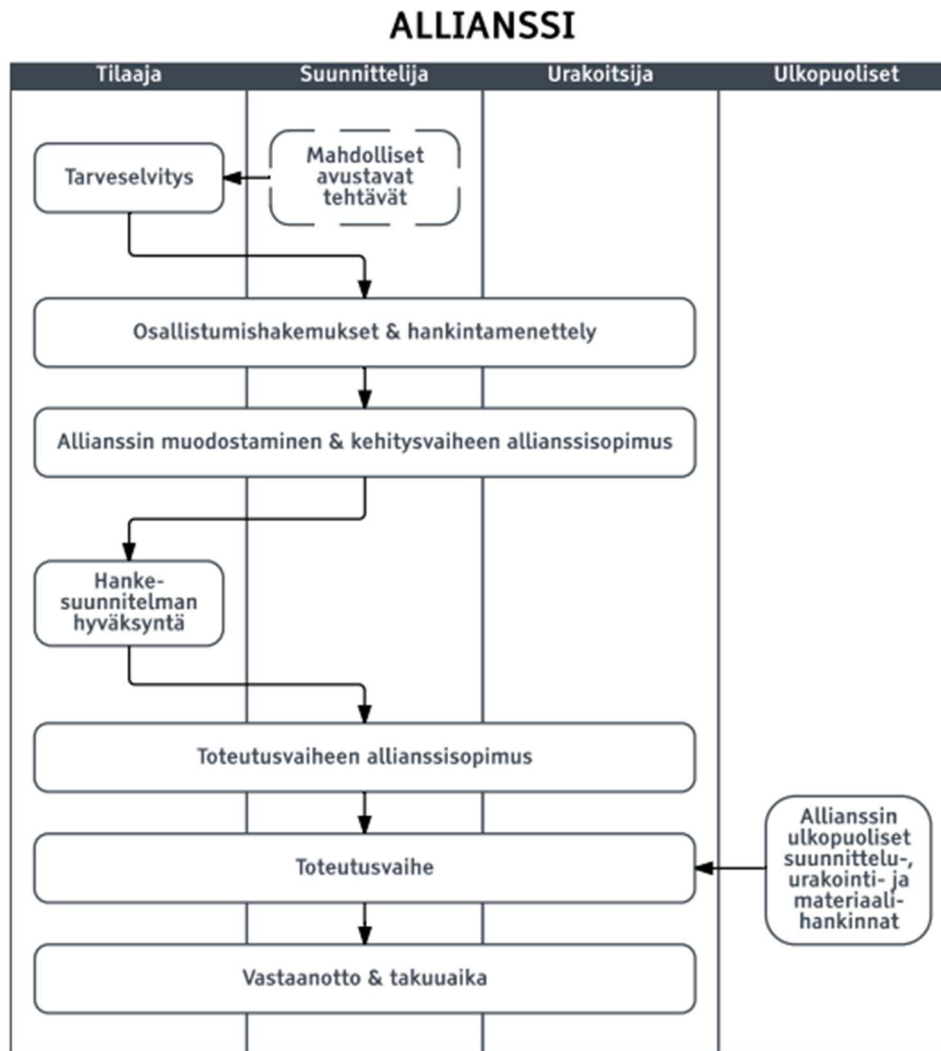 ALLIANSSI
Tilaaja
Suunnittelija
Urakoitsija
Ulkopuoliset
Tarveselvitys
Mahdolliset
avustavat
tehtävät
Osallistumishakemukset & hankintamenettely
Allianssin muodostaminen & kehitysvaiheen allianssisopimus
Hanke-
suunnitelman
hyväksyntä
Toteutusvaiheen allianssisopimus
Toteutusvaihe
Allianssin
ulkopuoliset
suunnittelu-,
urakointi- ja
materiaali-
hankinnat
Vastaanotto & takuuaika